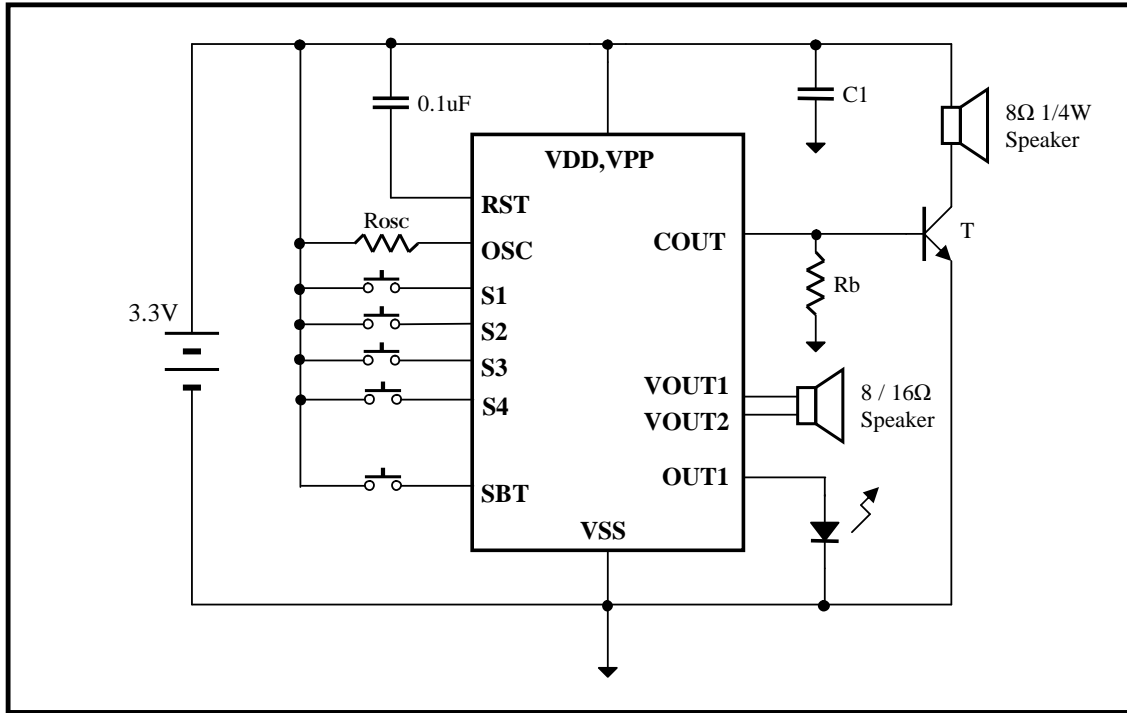 0.1uF
C1
8Ω 1/4W
Speaker
VDD,VPP
RST
Rosc
OSC
COUT
T
S1
Rb
3.3V
S2
S3
S4
VOUT1
VOUT2
8 / 16Ω
Speaker
OUT1
SBT
VSS